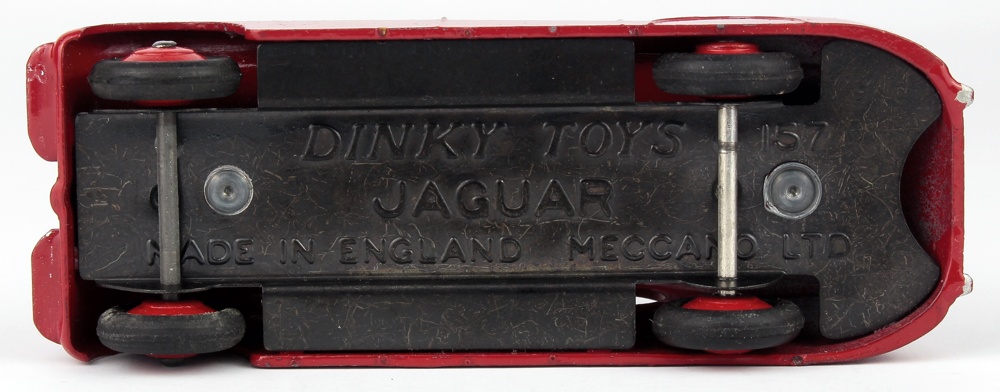 DINKY TOYS 157
JAGUAR
MADE IN ENGLAND MECCANO LTD